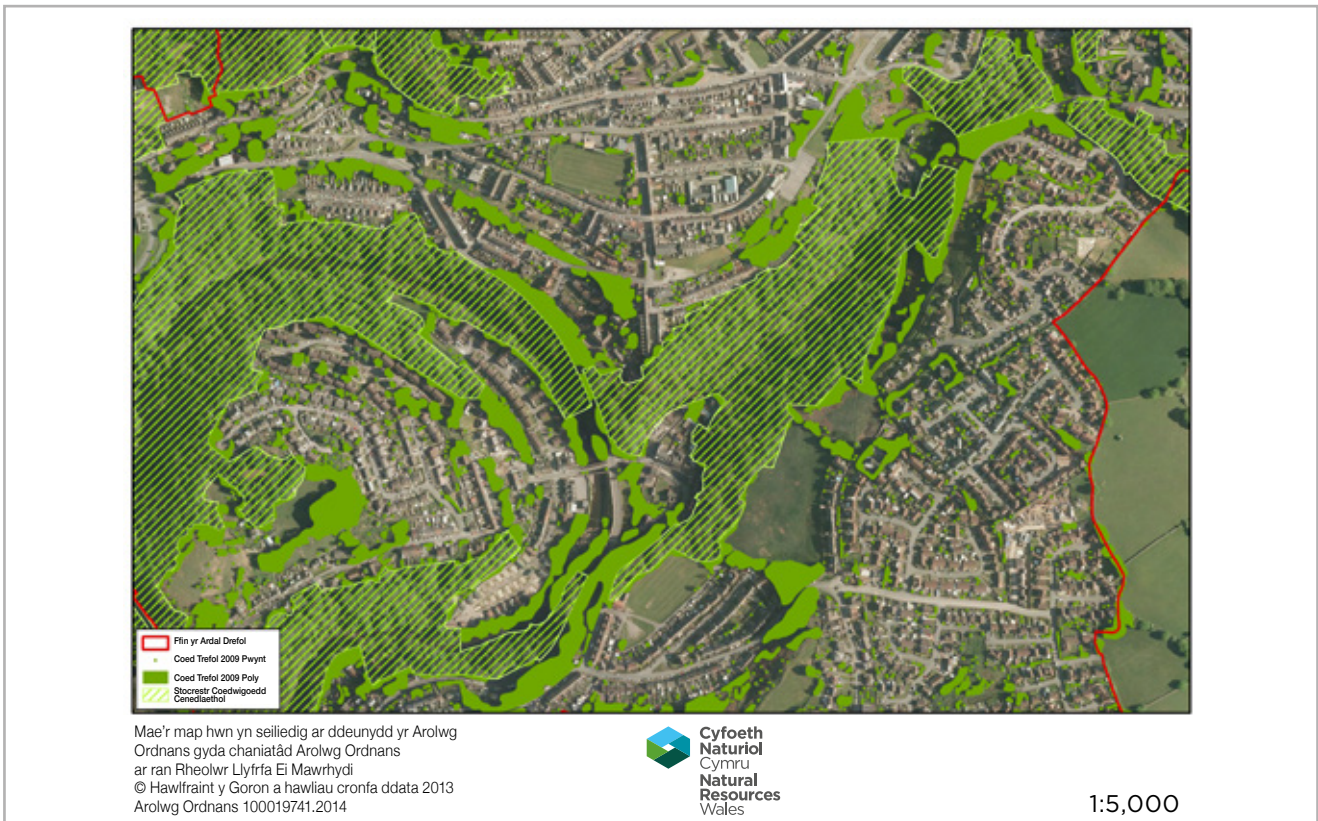 Ffin yr Ardal Drefol
Coed Trefol 2009 Pwynt
Coed Trefol 2009 Poly
Stocrestr Coedwigoedd
Cenedlaethol
Mae'r map hwn yn seiliedig ar ddeunydd yr Arolwg
Ordnans gyda chaniatâd Arolwg Ordnans
ar ran Rheolwr Llyfrfa Ei Mawrhydi
© Hawlfraint y Goron a hawliau cronfa ddata 2013
Arolwg Ordnans 100019741.2014
Cyfoeth
Naturiol
Cymru
Natural
Resources
Wales
1:5,000